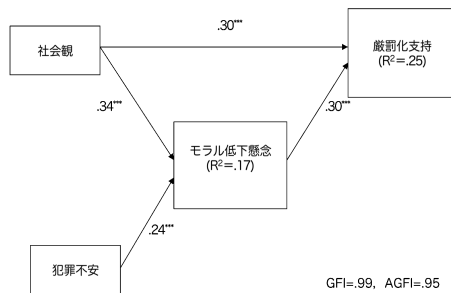 .30***
社会観
厳罰化支持
(R²=.25)
.34***
.30***
モラル低下懸念
(R²=.17)
.24***
犯罪不安
GFI=.99, AGFI=.95